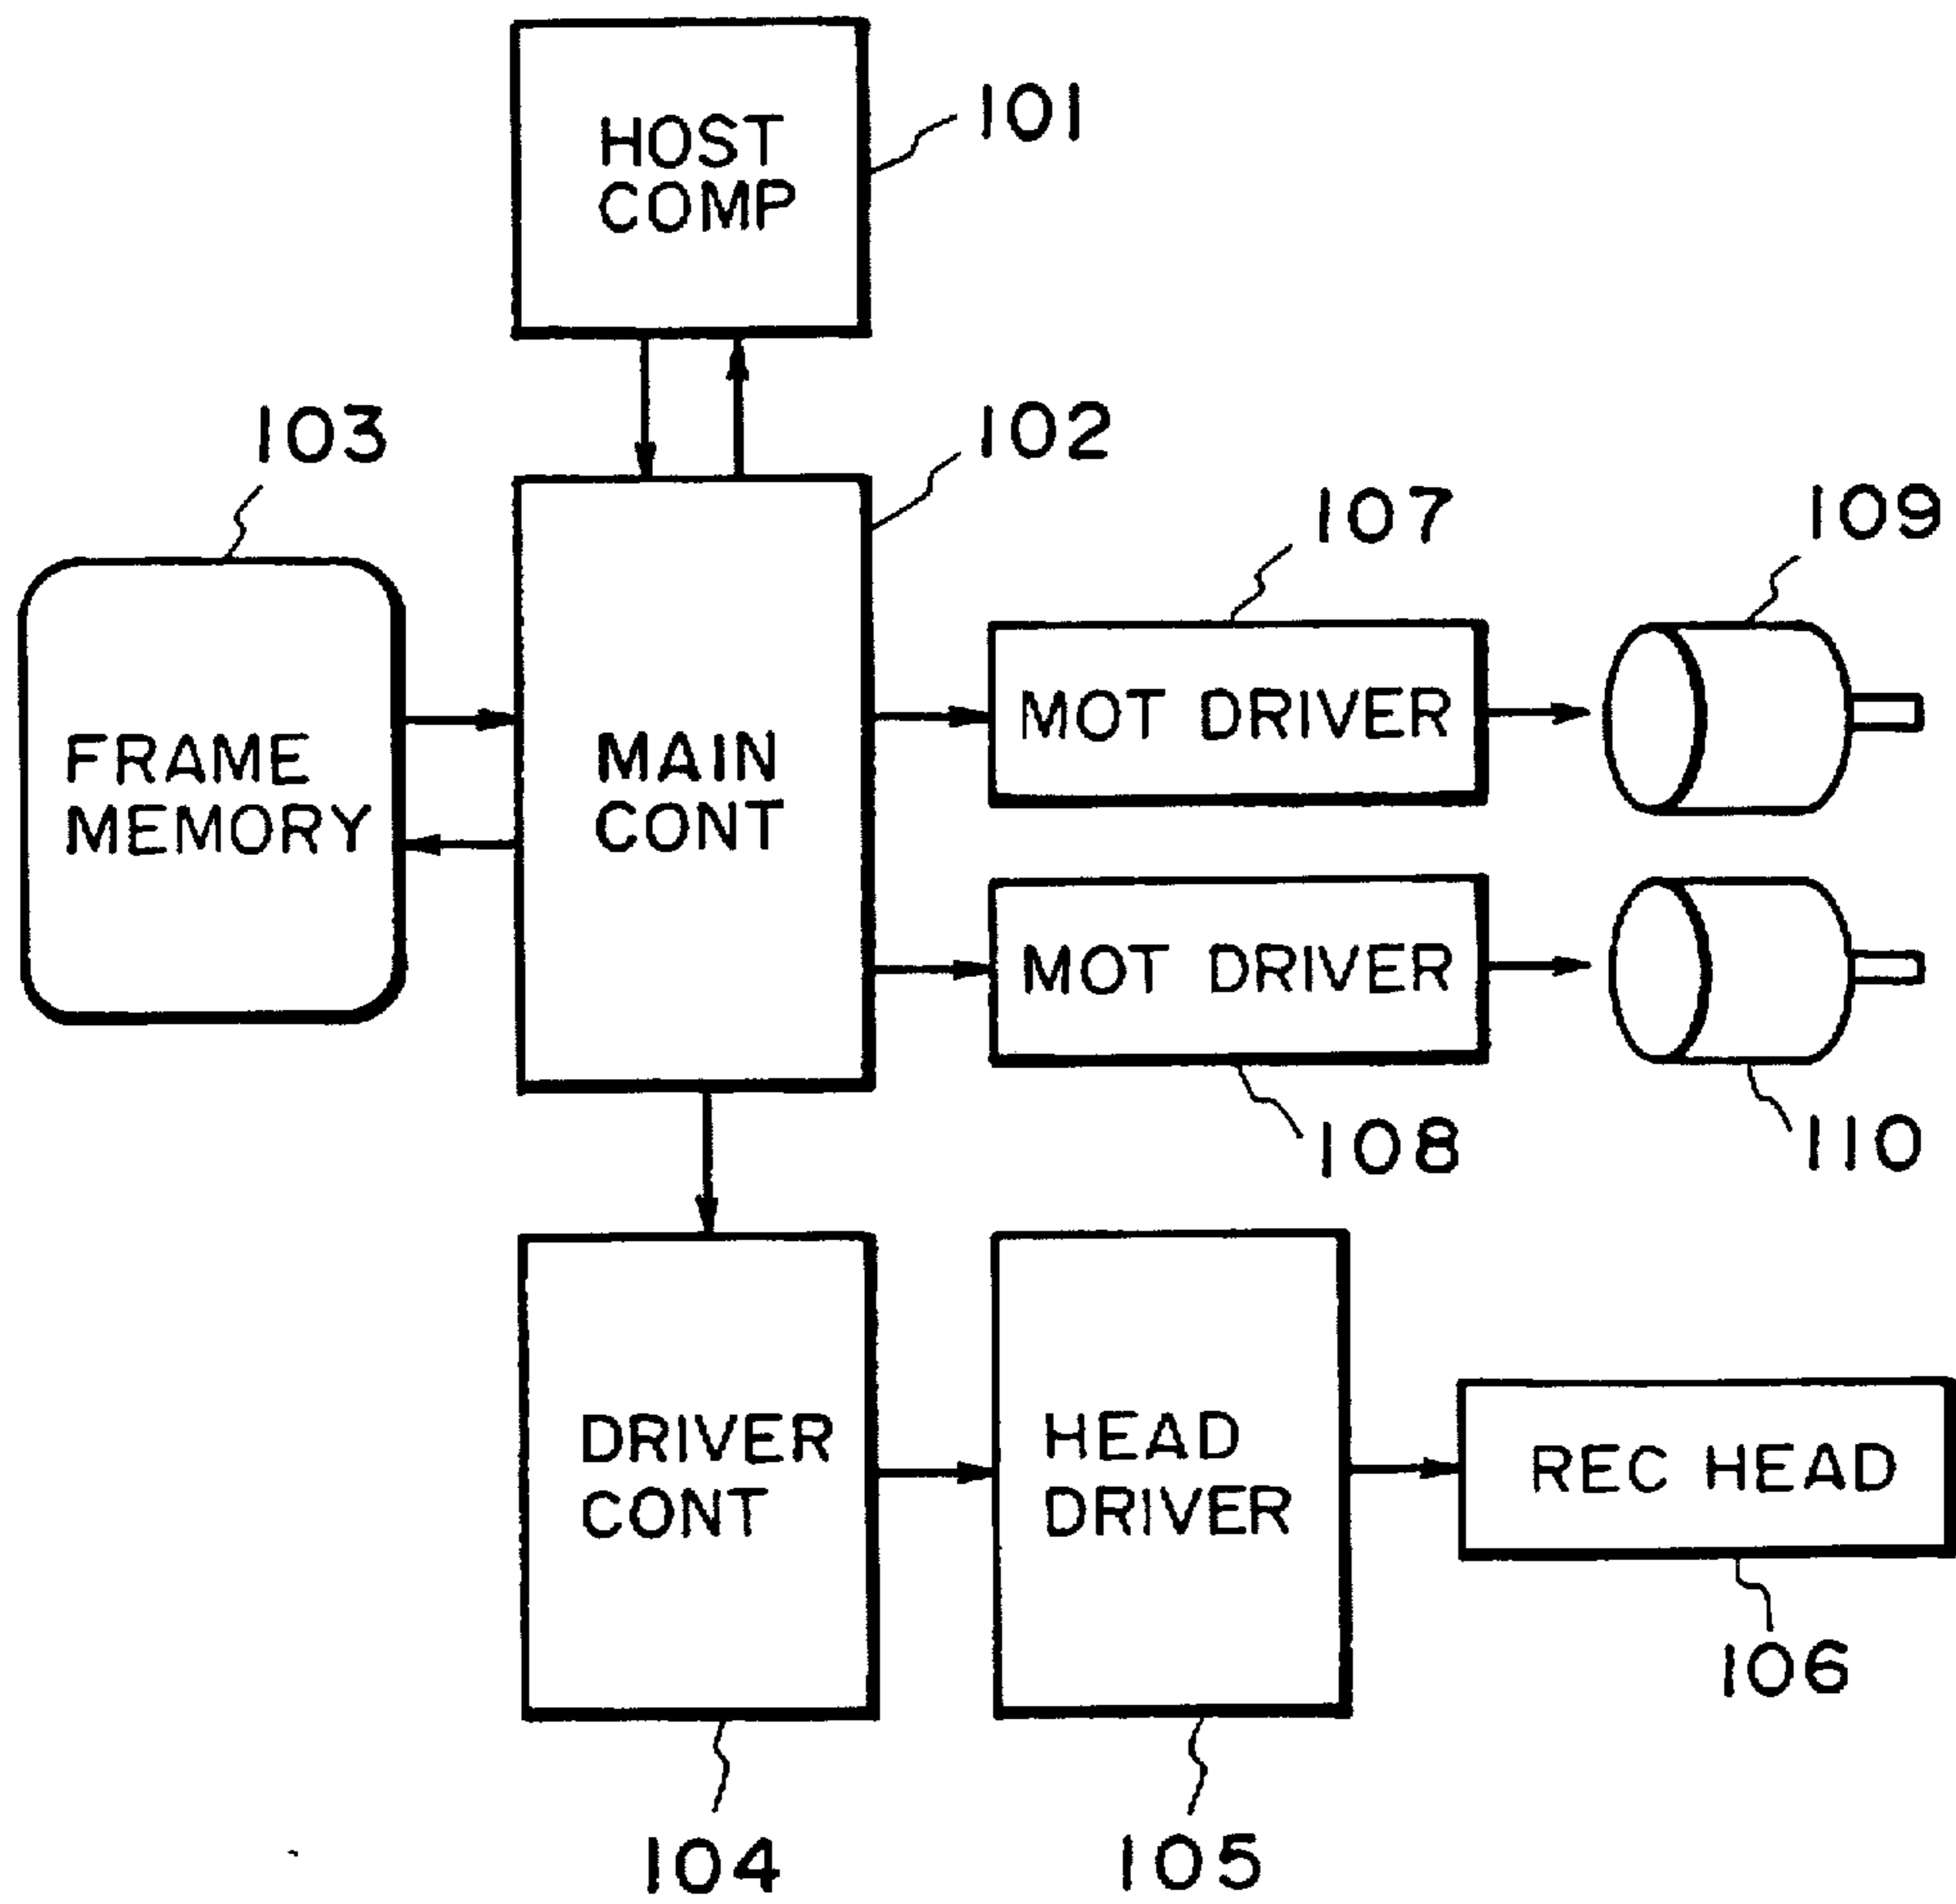 HOST
COMP
101
102
103
107
109
FRAME
MEMORY
MAIN
CONT
MOT DRIVER
MOT DRIVER
108
110
DRIVER
CONT
HEAD
DRIVER
REC HEAD
106
104
105